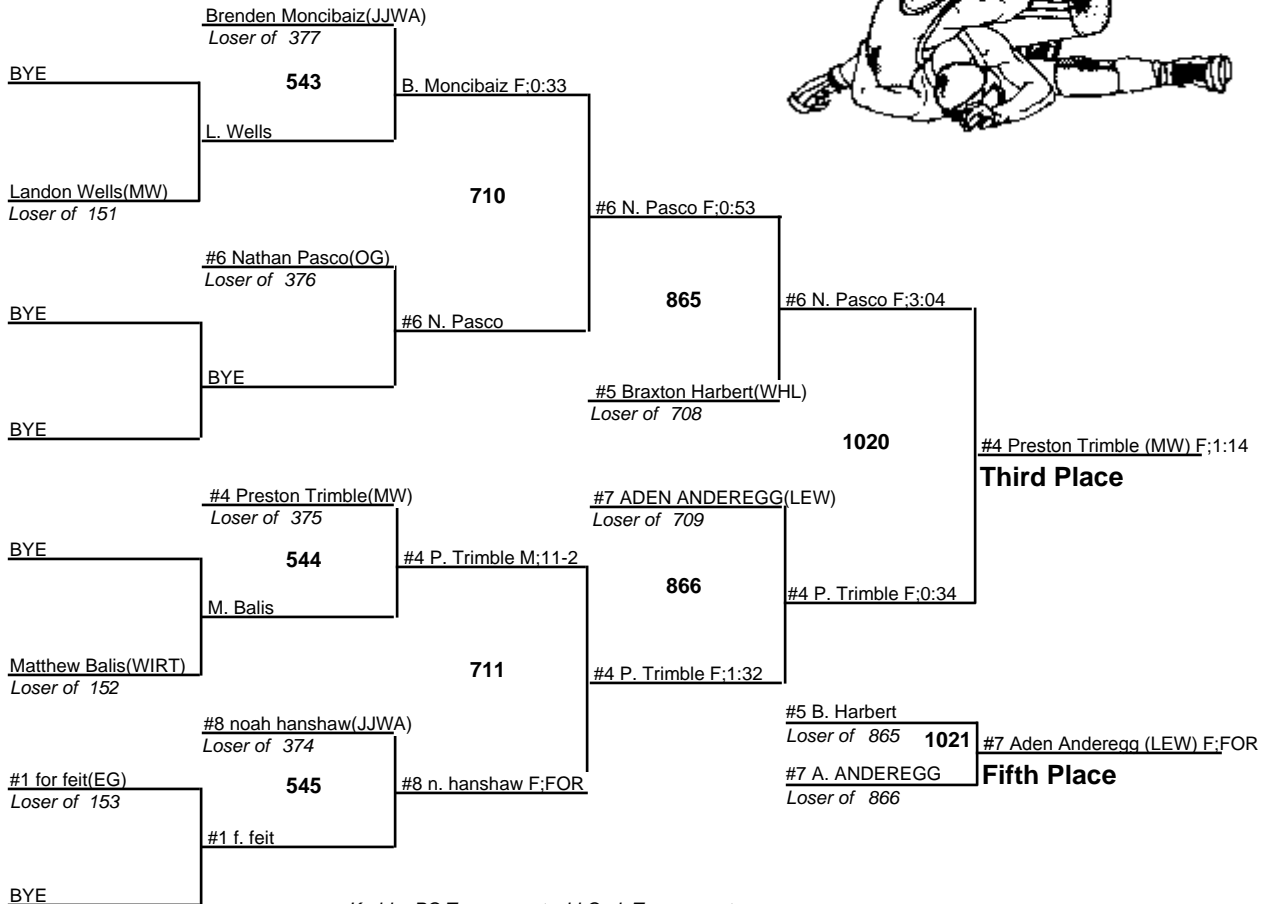 Brenden Moncibaiz(JJWA)
Loser of 377
BYE
543
B. Moncibaiz F;0:33
L. Wells
Landon Wells(MW)
Loser of 151
710
#6 N. Pasco F;0:53
#6 Nathan Pasco(OG)
Loser of 376
865
#6 N. Pasco F;3:04
BYE
#6 N. Pasco
BYE
#5 Braxton Harbert(WHL)
Loser of 708
BYE
1020
#4 Preston Trimble (MW) F;1:14
Third Place
#4 Preston Trimble(MW)
Loser of 375
#7 ADEN ANDEREGG(LEW)
Loser of 709
BYE
544
#4 P. Trimble M;11-2
866
#4 P. Trimble F;0:34
M. Balis
Matthew Balis(WIRT)
Loser of 152
711
#4 P. Trimble F;1:32
#8 noah hanshaw(JJWA)
Loser of 374
#5 B. Harbert
Loser of 865
1021
#7 Aden Anderegg (LEW) F;FOR
Fifth Place
#7 A. ANDEREGG
Loser of 866
#1 for feit(EG)
Loser of 153
545
#8 n. hanshaw F;FOR
#1 f. feit
BYE